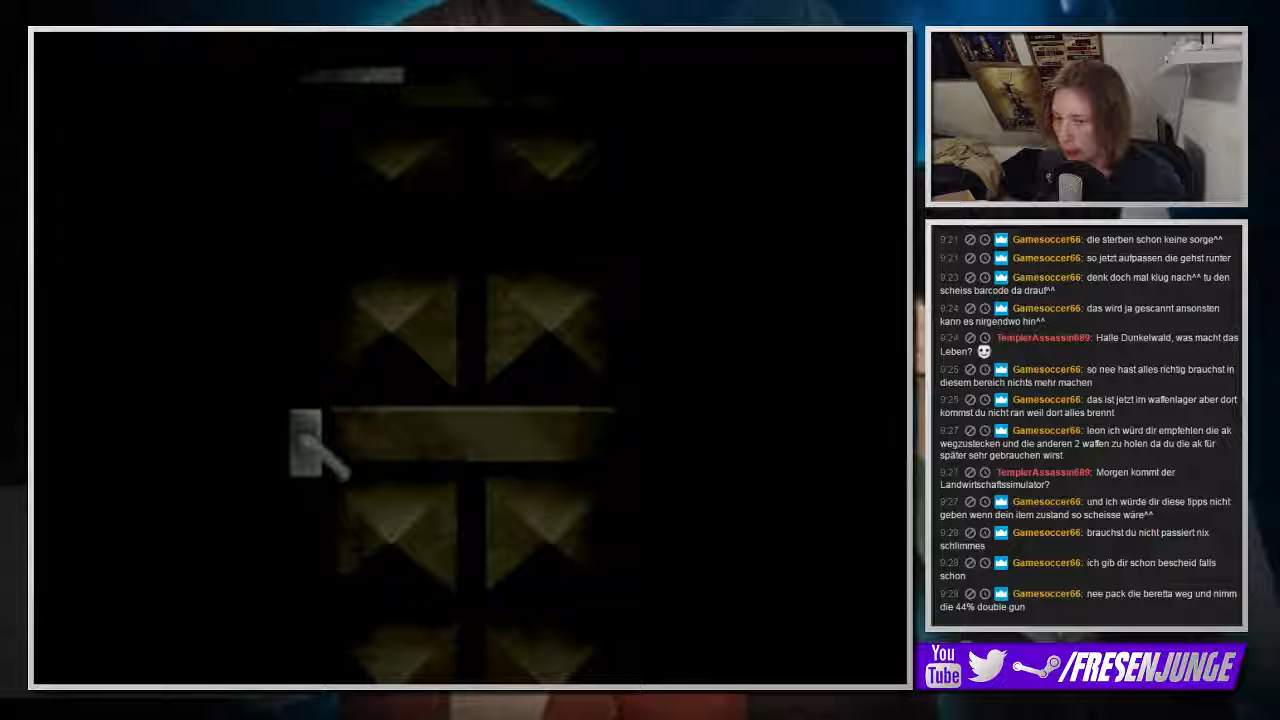 9:21 Gamesoccer66: die sterben schon keine sorge^^
9:21 Gamesoccer66: so jetzt aufpassen die gehst runter
9:23 Gamesoccer66: denk doch mal klug nach^^ tu den
scheiss barcode da drauf^^
9:24 Gamesoccer66: das wird ja gescannt ansonsten
kann es nirgendwo hin^^
9:24 TemplerAssassin689: Halle Dunkelwald, was macht das
Leben?
9:25 Gamesoccer66: so nee hast alles richtig brauchst in
diesem bereich nichts mehr machen
9:25 Gamesoccer66: das ist jetzt im waffenlager aber dort
kommst du nicht ran weil dort alles brennt
9:27 Gamesoccer66: leon ich würd dir empfehlen die ak
wegzustecken und die anderen 2 waffen zu holen da du die ak für
später sehr gebrauchen wirst
9:27 TemplerAssassin689: Morgen kommt der
Landwirtschaftssimulator?
9:27 Gamesoccer66: und ich würde dir diese tipps nicht
geben wenn dein item zustand so scheisse wäre^^
9:28 Gamesoccer66: brauchst du nicht passiert nix
schlimmes
9:28 Gamesoccer66: ich gib dir schon bescheid falls
schon
9:29 Gamesoccer66: nee pack die beretta weg und nimm
die 44% double gun
You
Tube
/FRESENJUNGE